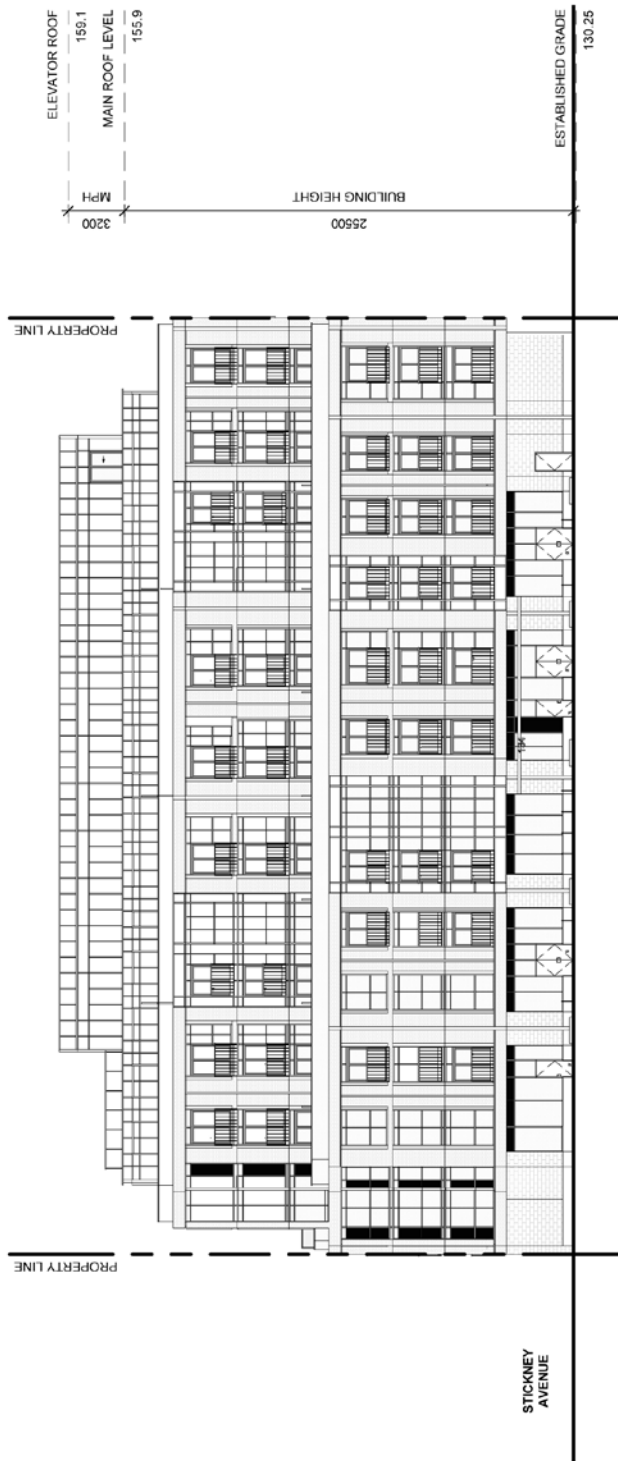 ELEVATOR ROOF
159.1
MAIN ROOF LEVEL
155.9
3200
MPH
25500
BUILDING HEIGHT
ESTABLISHED GRADE
130.25
PROPERTY LINE
PROPERTY LINE
184
STICKNEY
AVENUE